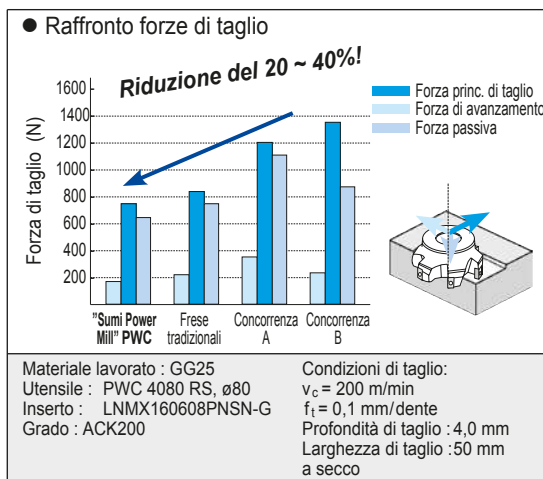 ● Raffronto forze di taglio
Riduzione del 20 ~ 40%!
Forza di taglio (N)
1600
1400
1200
1000
800
600
400
200
Forza princ. di taglio
Forza di avanzamento
Forza passiva
"Sumi Power
Mill" PWC
Frese
tradizionali
Concorrenza
A
Concorrenza
B
Materiale lavorato : GG25
Utensile : PWC 4080 RS, ø80
Inserto : LNMX160608PNSN-G
Grado : ACK200
Condizioni di taglio:
vc = 200 m/min
ft = 0,1 mm/dente
Profondità di taglio : 4,0 mm
Larghezza di taglio : 50 mm
a secco